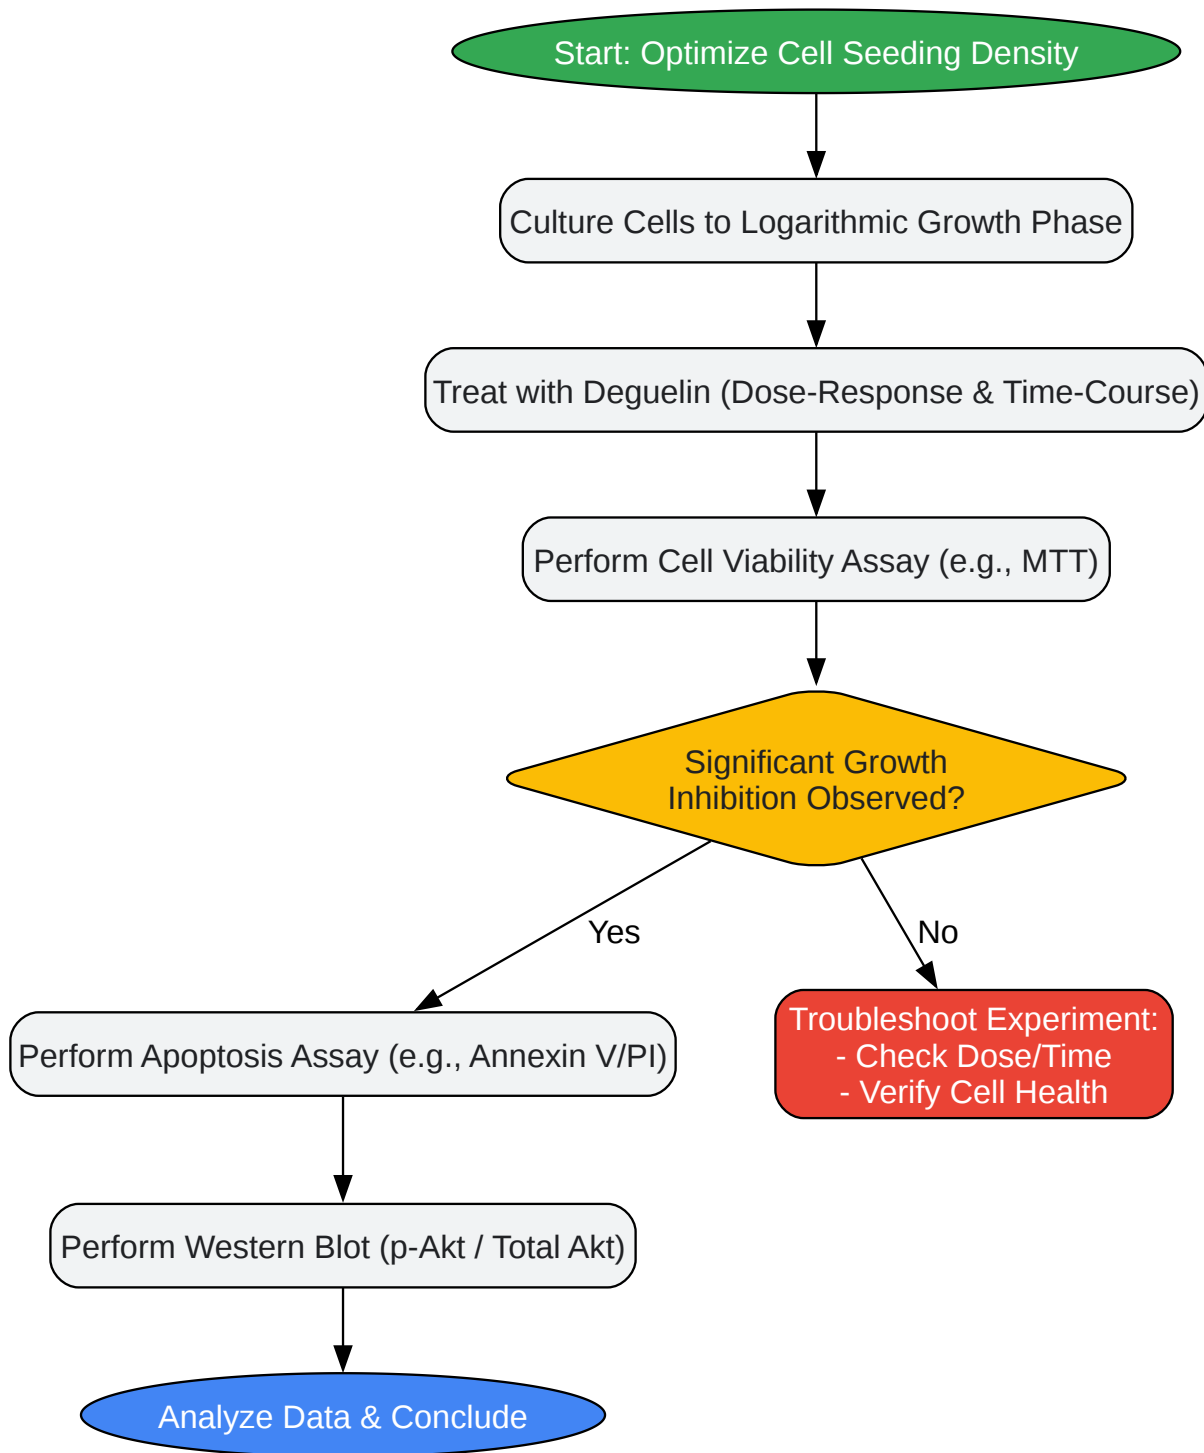 Start: Optimize Cell Seeding Density
Culture Cells to Logarithmic Growth Phase
Treat with Deguelin (Dose-Response & Time-Course)
Perform Cell Viability Assay (e.g., MTT)
Significant Growth
Inhibition Observed?
Yes
No
Troubleshoot Experiment:
- Check Dose/Time
- Verify Cell Health
Perform Apoptosis Assay (e.g., Annexin V/PI)
Perform Western Blot (p-Akt / Total Akt)
Analyze Data & Conclude